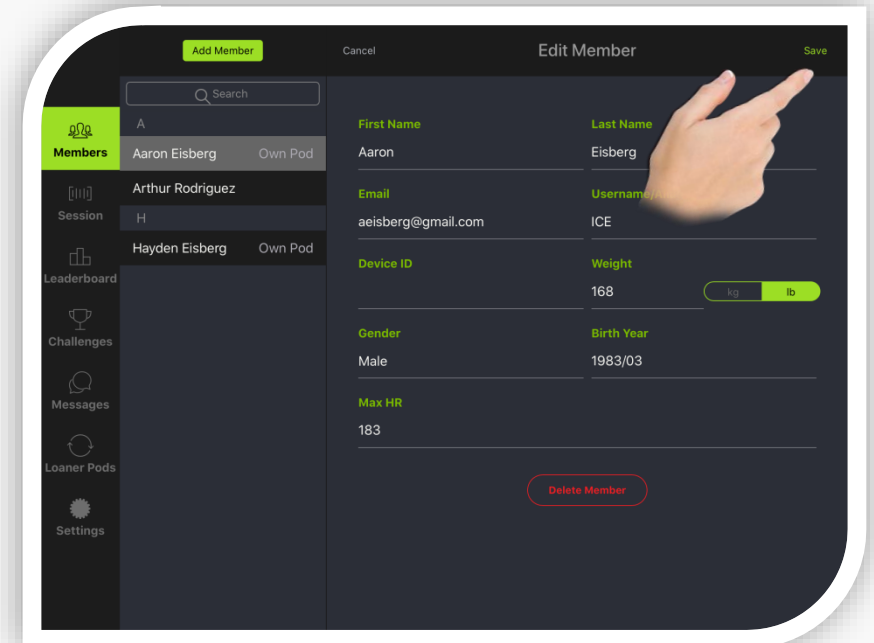 Add Member
Cancel
Edit Member
Save
Search
Members
Session
Leaderboard
Challenges
Messages
Loaner Pods
Settings
A
Aaron Eisberg Own Pod
Arthur Rodriguez
H
Hayden Eisberg Own Pod
First Name
Last Name
Aaron
Eisberg
Email
Username
aeisberg@gmail.com
ICE
Device ID
Weight
168
kg
lb
Gender
Birth Year
Male
1983/03
Max HR
183
Delete Member